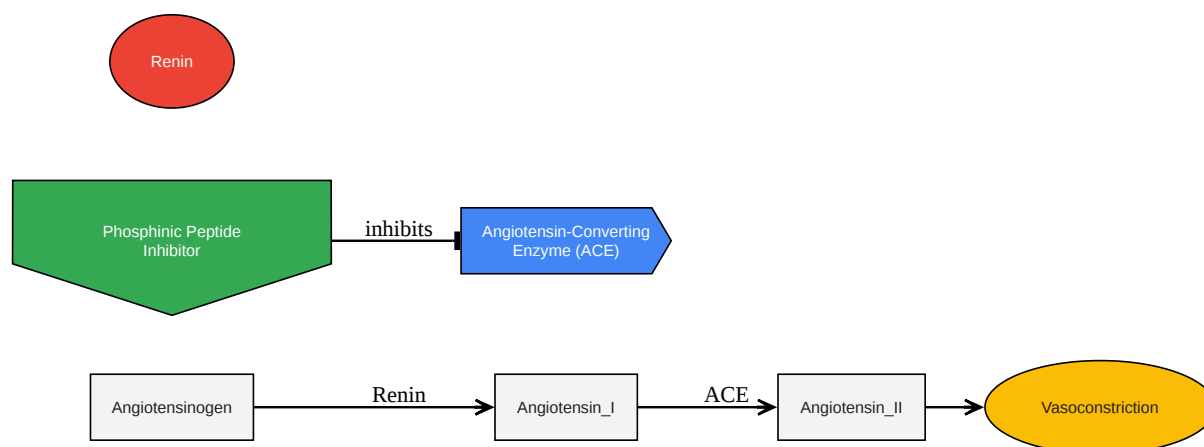 Renin
Phosphinic Peptide
Inhibitor
inhibits
Angiotensin-Converting
Enzyme (ACE)
Angiotensinogen
Renin
Angiotensin_I
ACE
Angiotensin_II
Vasoconstriction